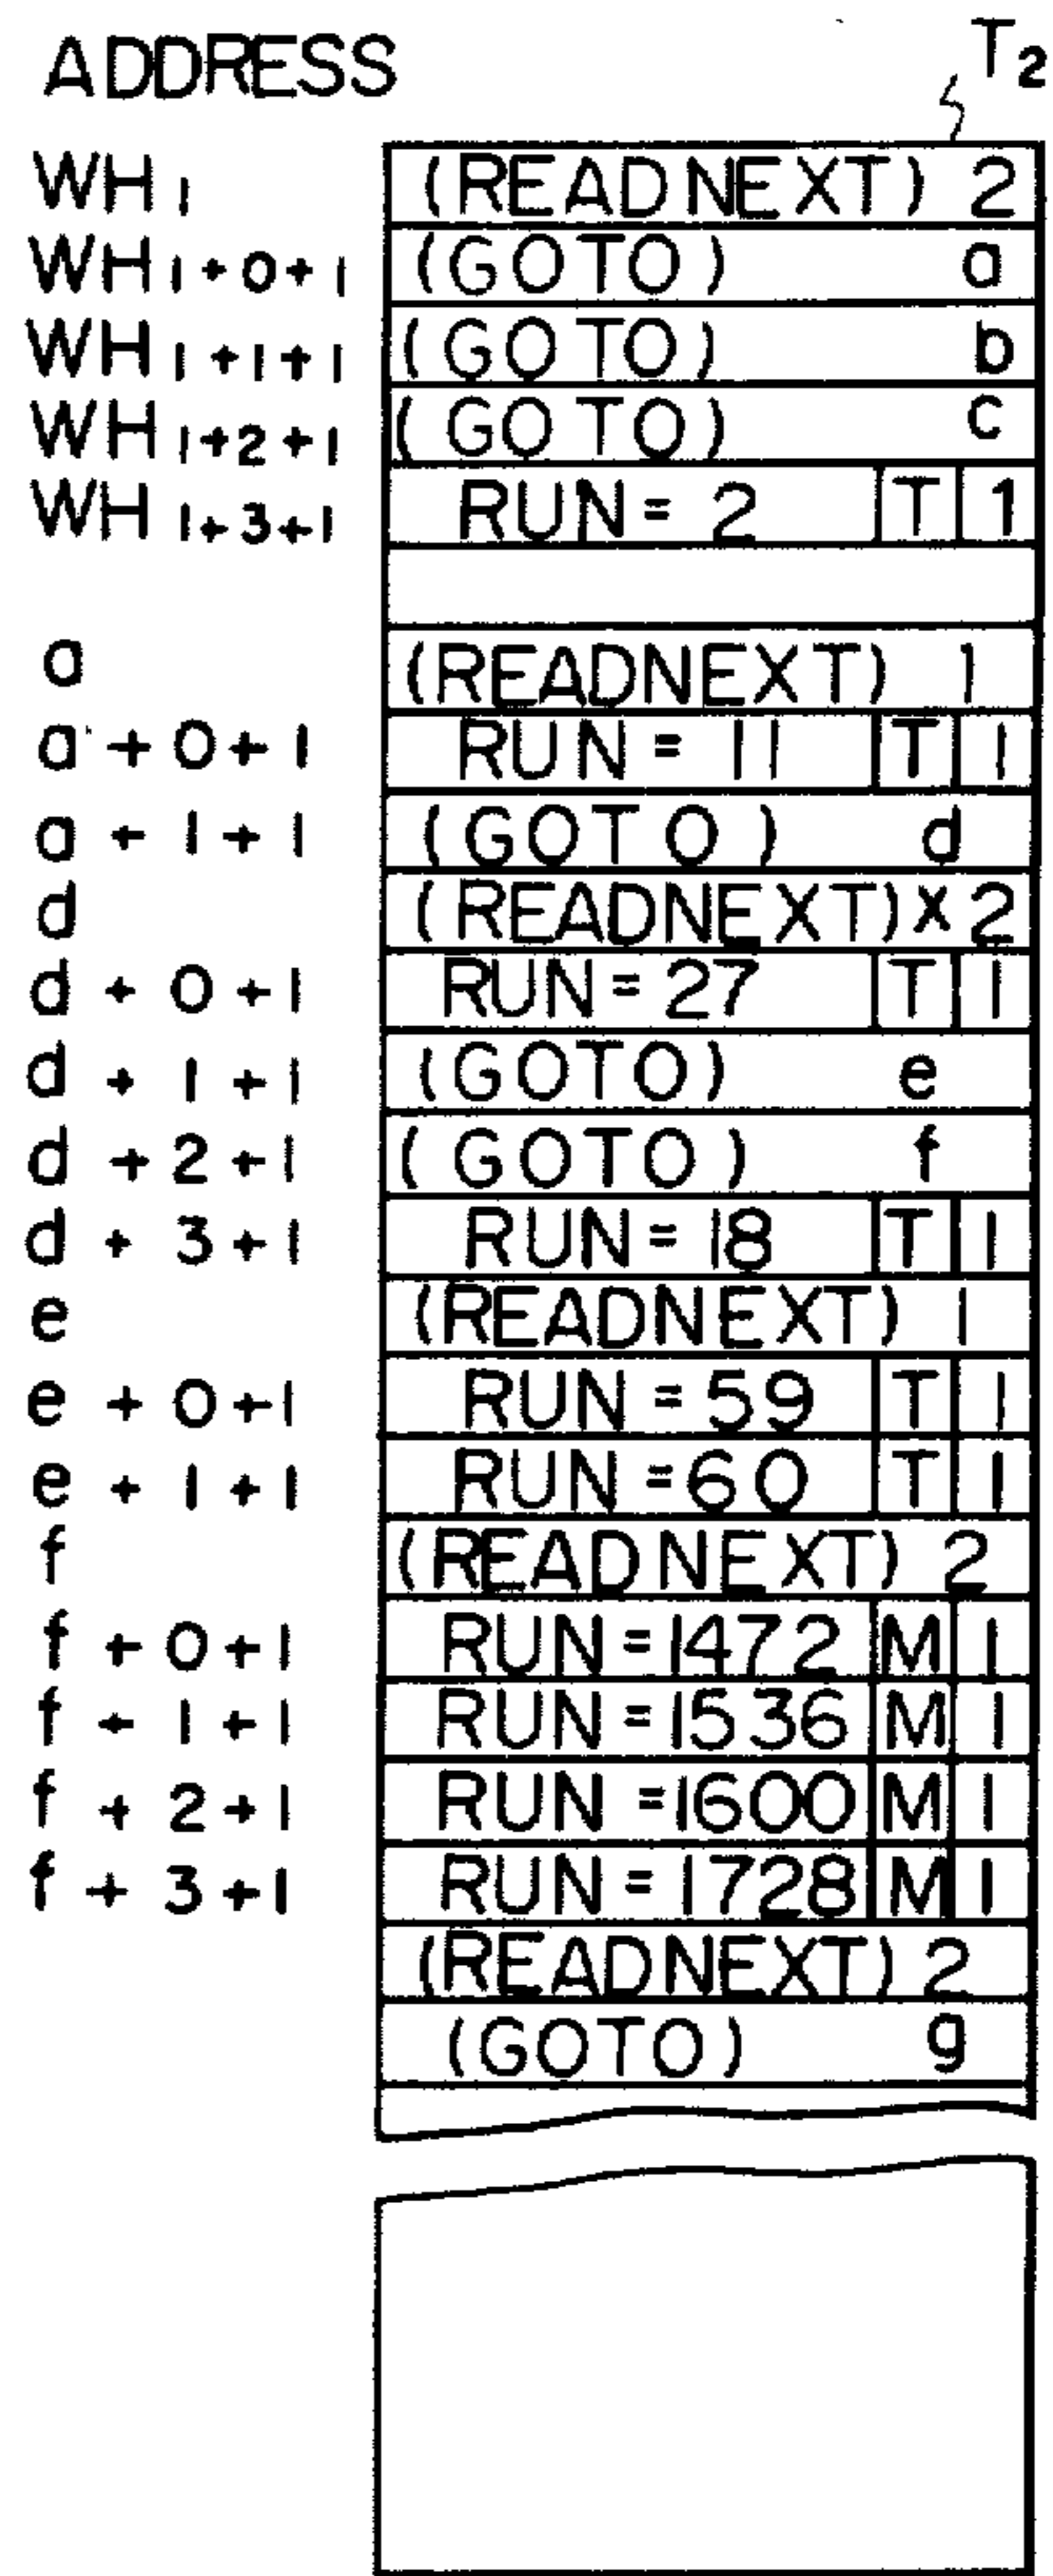 ADDRESS T2
WH1 (READNEXT) 2
WH1+0+1 (GOTO) a
WH1+1+1 (GOTO) b
WH1+2+1 (GOTO) c
WH1+3+1 RUN=2 T 1
a (READNEXT) 1
a+0+1 RUN=11 T 1
a+1+1 (GOTO) d
d (READNEXT)X2
d+0+1 RUN=27 T 1
d+1+1 (GOTO) e
d+2+1 (GOTO) f
d+3+1 RUN=18 T 1
e (READNEXT) 1
e+0+1 RUN=59 T 1
e+1+1 RUN=60 T 1
f (READNEXT) 2
f+0+1 RUN=1472 M 1
f+1+1 RUN=1536 M 1
f+2+1 RUN=1600 M 1
f+3+1 RUN=1728 M 1
(READNEXT) 2
(GOTO) g